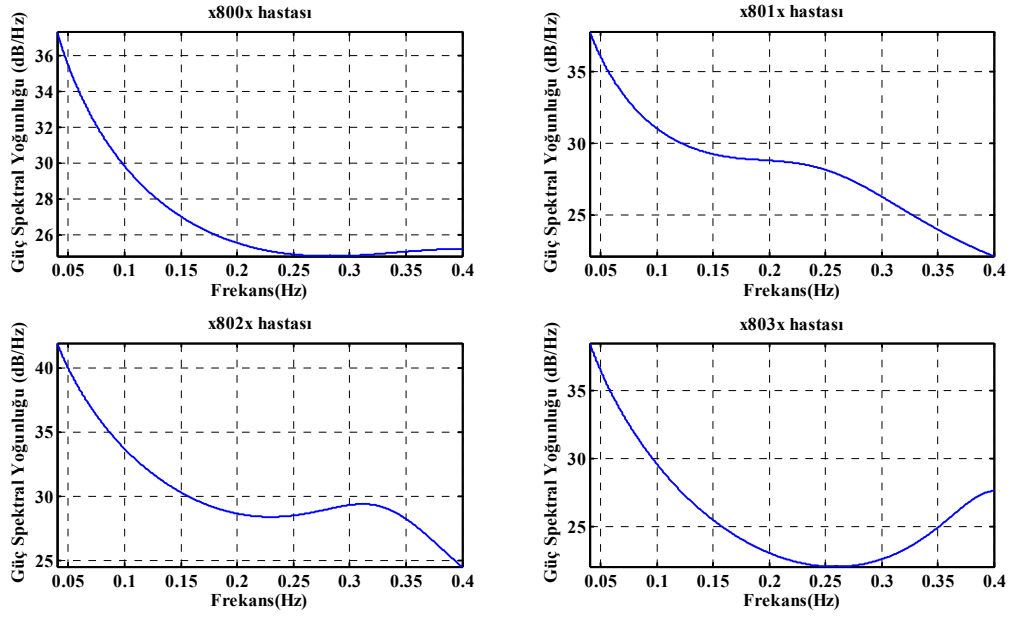 x800x hastası
Güç Spektral Yoğunluğu (dB/Hz)
36
34
32
30
28
26
0.05 0.1 0.15 0.2 0.25 0.3 0.35 0.4
Frekans(Hz)
x801x hastası
Güç Spektral Yoğunluğu (dB/Hz)
35
30
25
0.05 0.1 0.15 0.2 0.25 0.3 0.35 0.4
Frekans(Hz)
x802x hastası
Güç Spektral Yoğunluğu (dB/Hz)
40
35
30
25
0.05 0.1 0.15 0.2 0.25 0.3 0.35 0.4
Frekans(Hz)
x803x hastası
Güç Spektral Yoğunluğu (dB/Hz)
35
30
25
0.05 0.1 0.15 0.2 0.25 0.3 0.35 0.4
Frekans(Hz)